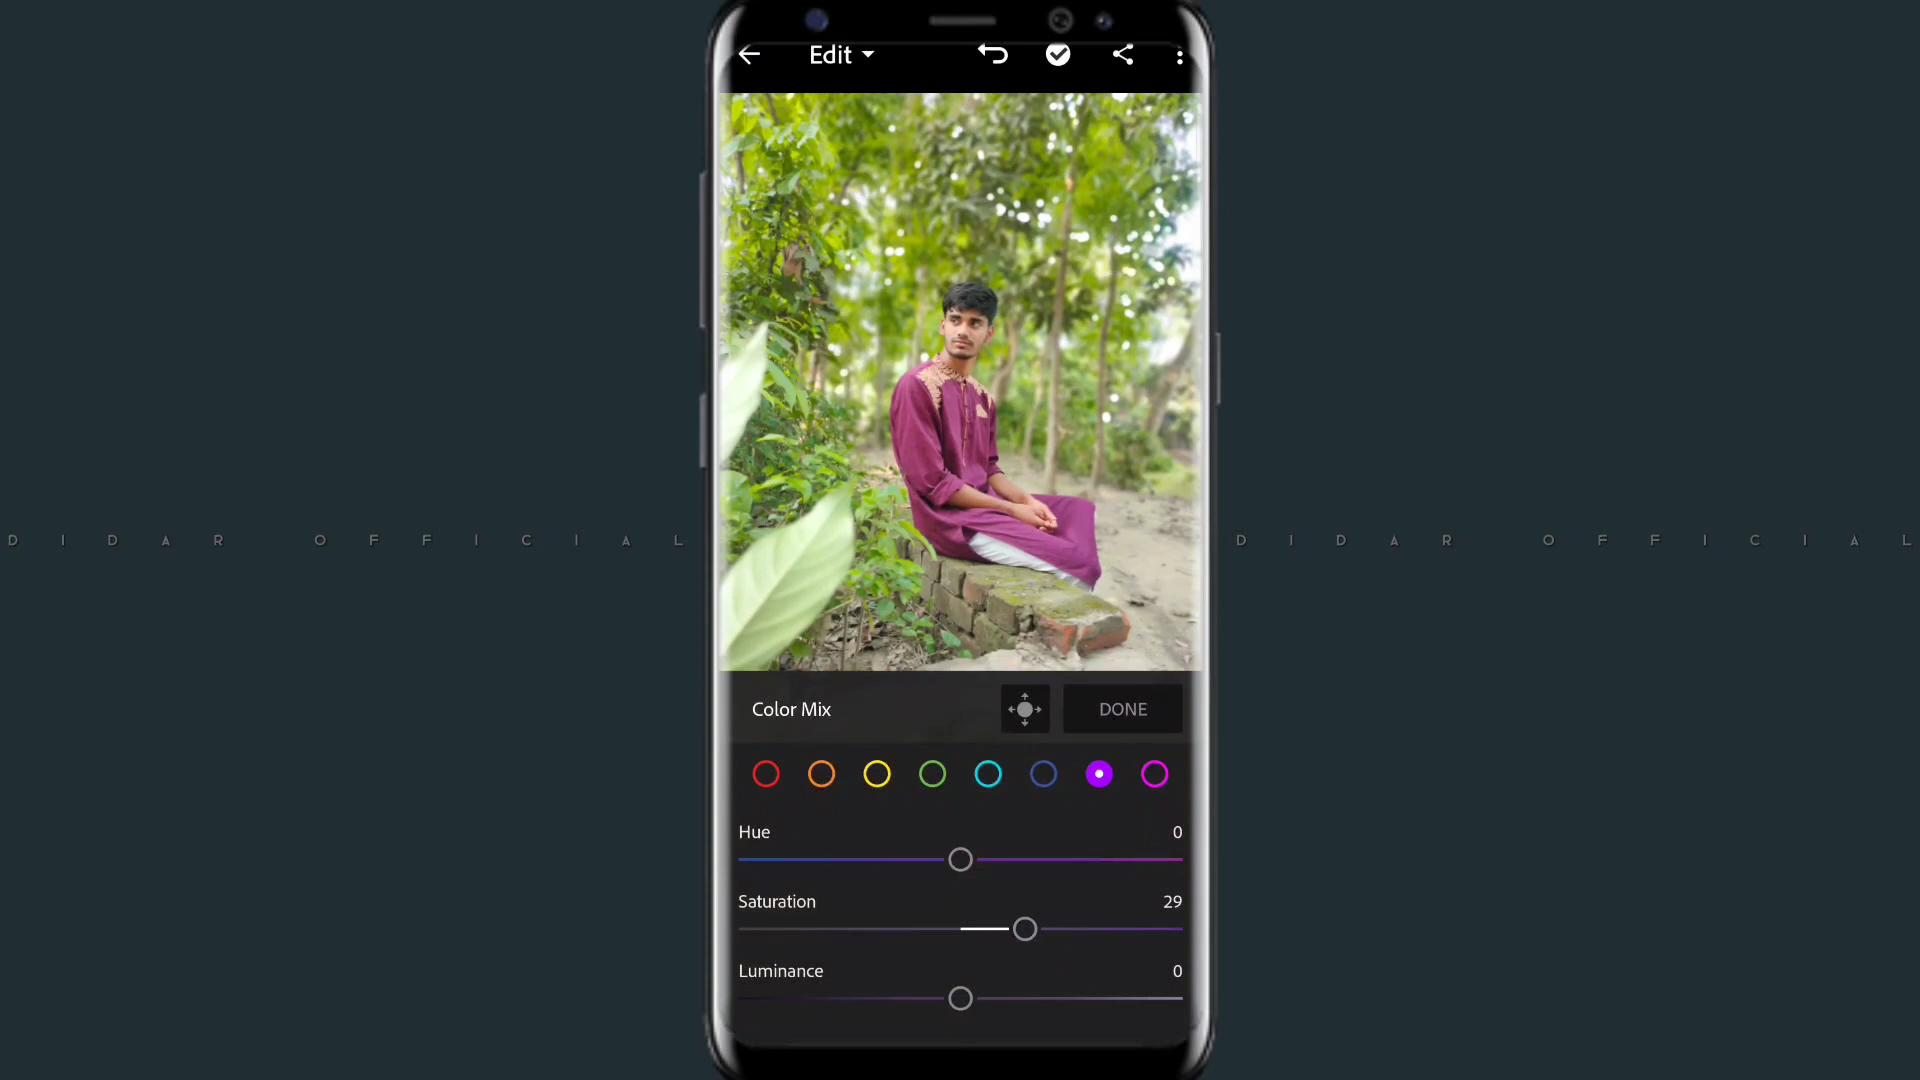 Edit
DIDAR OFFICIAL
DIDAR OFFICIAL
Color Mix
DONE
Hue 0
Saturation 29
Luminance 0